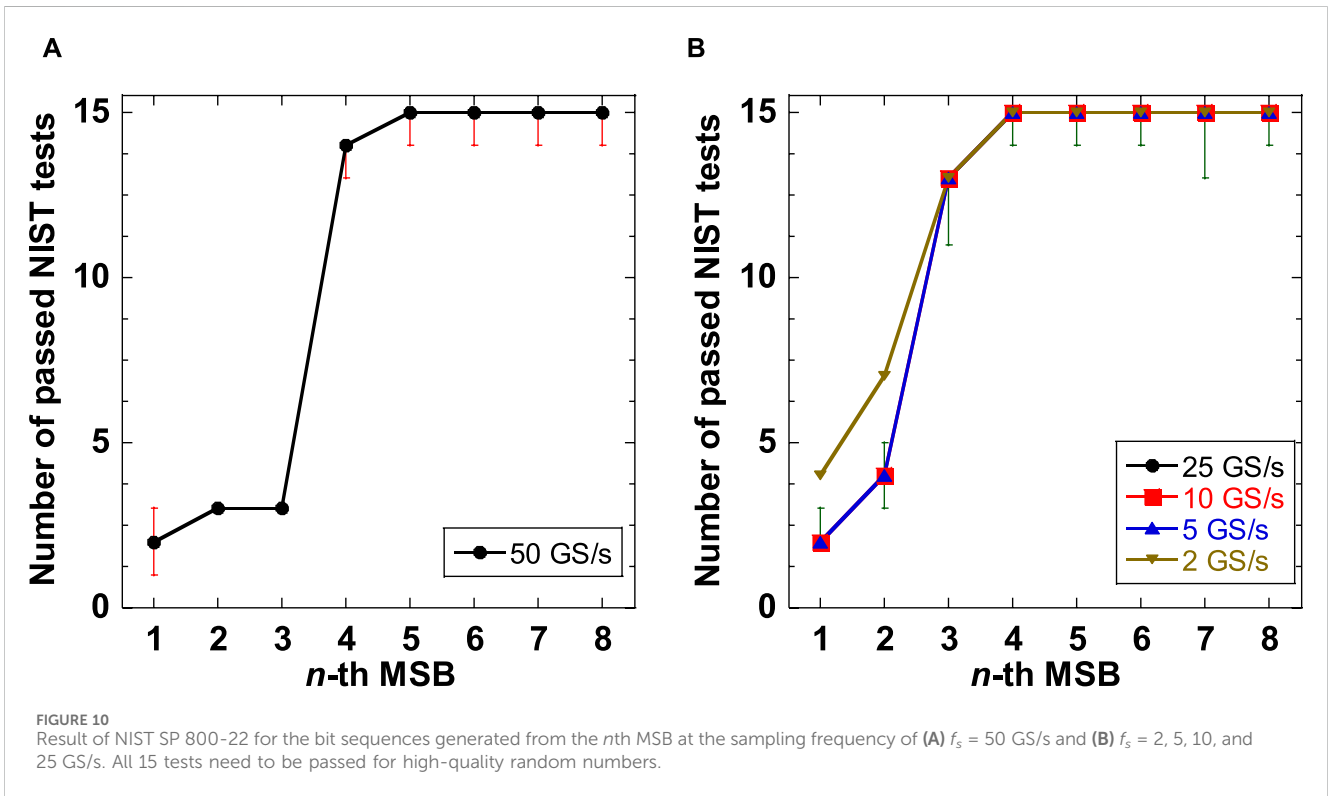 A
Number of passed NIST tests
15
10
5
0
1 2 3 4 5 6 7 8
n-th MSB
50 GS/s
B
Number of passed NIST tests
15
10
5
0
1 2 3 4 5 6 7 8
n-th MSB
25 GS/s
10 GS/s
5 GS/s
2 GS/s
FIGURE 10
Result of NIST SP 800-22 for the bit sequences generated from the nth MSB at the sampling frequency of (A) fs = 50 GS/s and (B) fs = 2, 5, 10, and
25 GS/s. All 15 tests need to be passed for high-quality random numbers.